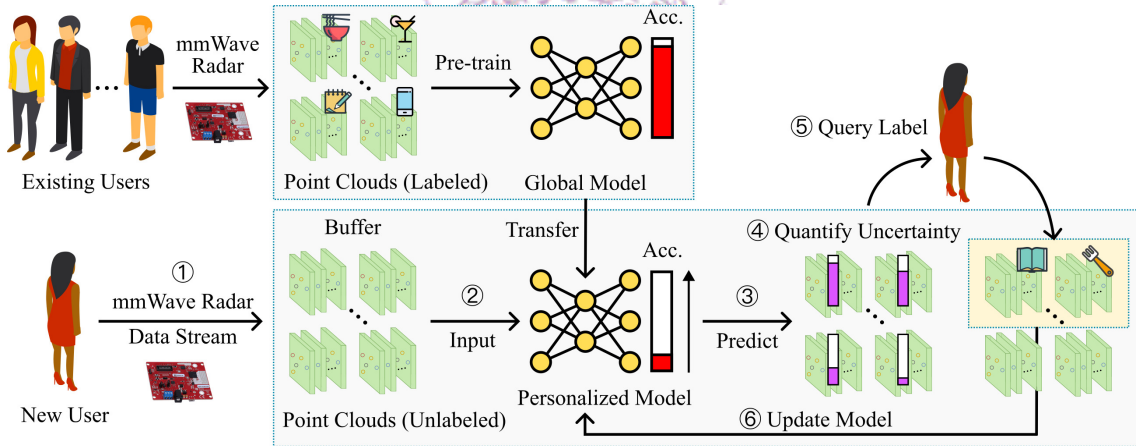 mmWave
Radar
Existing Users
Point Clouds (Labeled)
Pre-train
Acc.
Global Model
Transfer
⑤ Query Label
New User
①
mmWave Radar
Data Stream
Buffer
Point Clouds (Unlabeled)
②
Input
Acc.
Personalized Model
③
Predict
④ Quantify Uncertainty
⑥ Update Model